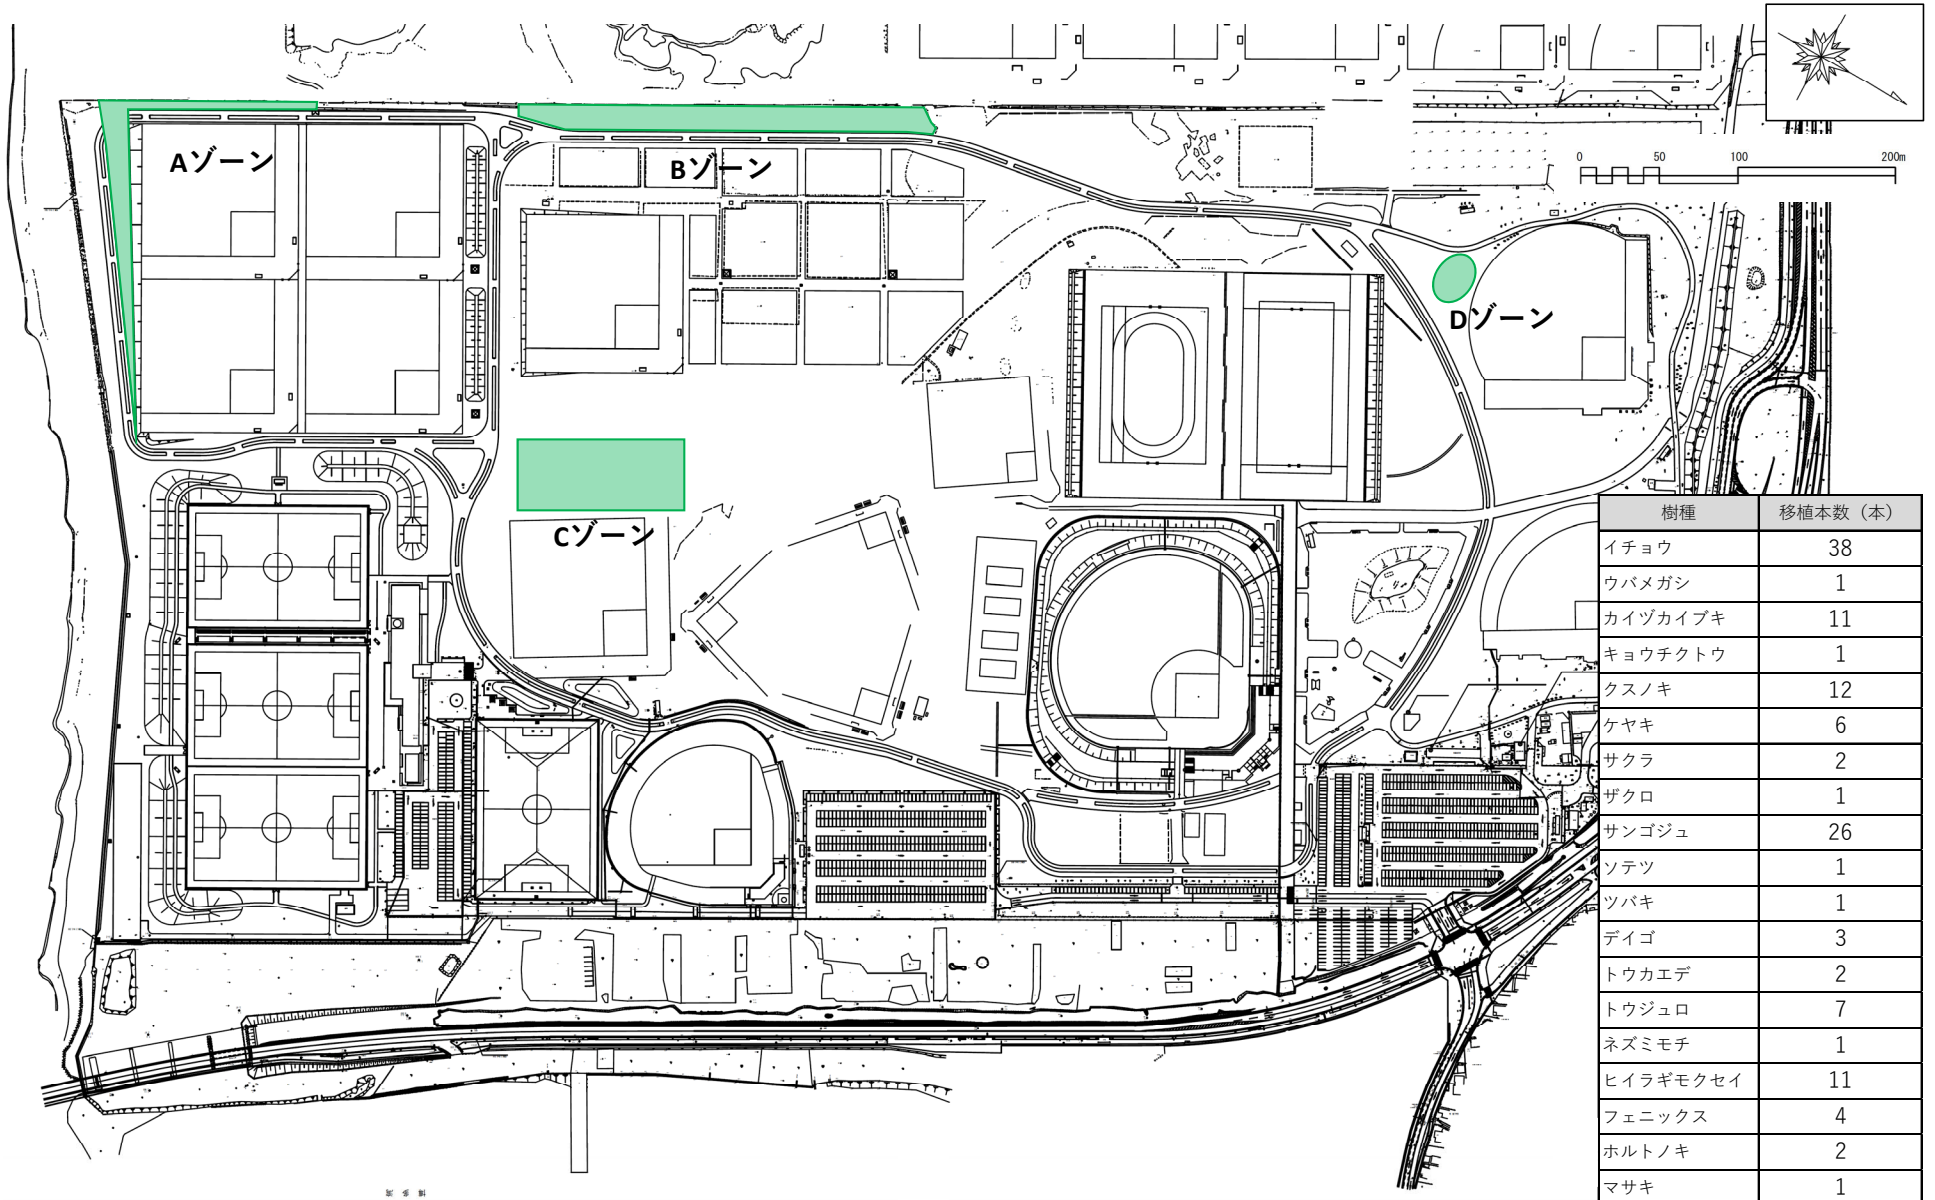 Aゾーン
Bゾーン
0 50 100 200m
Dゾーン
Cゾーン
樹種 移植本数（本）
イチョウ 38
ウバメガシ 1
カイヅカイブキ 11
キョウチクトウ 1
クスノキ 12
ケヤキ 6
サクラ 2
ザクロ 1
サンゴジュ 26
ソテツ 1
ツバキ 1
デイゴ 3
トウカエデ 2
トウジュロ 7
ネズミモチ 1
ヒイラギモクセイ 11
フェニックス 4
ホルトノキ 2
マサキ 1